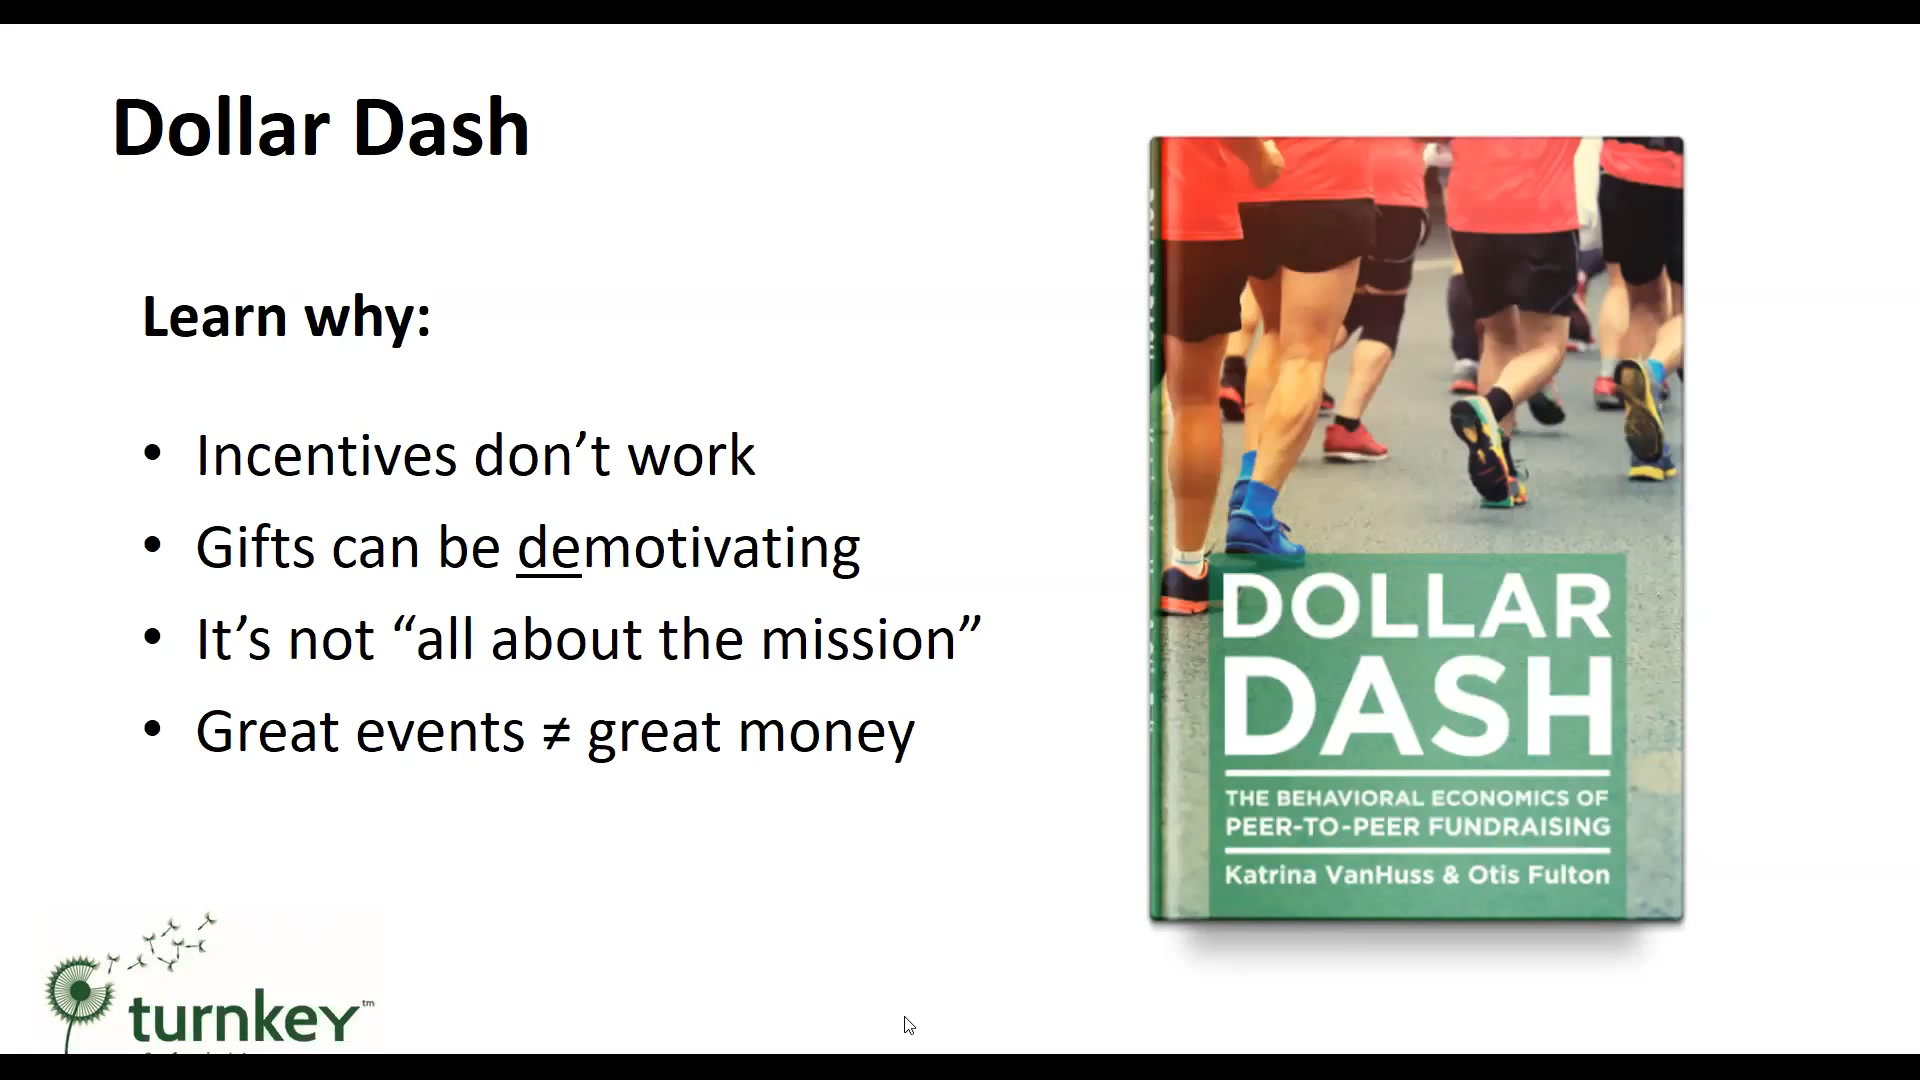 Dollar Dash
Learn why:
• Incentives don’t work
• Gifts can be demotivating
• It’s not “all about the mission”
• Great events ≠ great money
DOLLAR
DASH
THE BEHAVIORAL ECONOMICS OF
PEER-TO-PEER FUNDRAISING
Katrina VanHuss & Otis Fulton
turnkey™